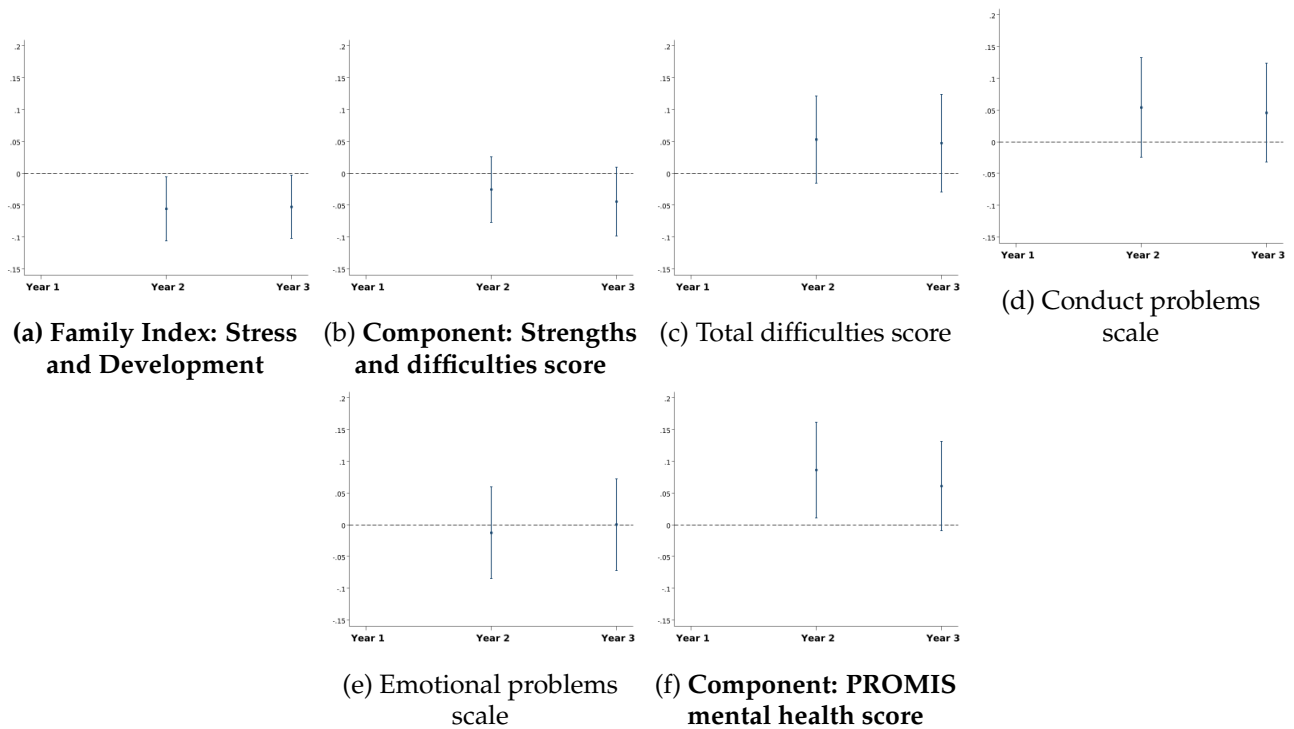 .2
.15
.1
.05
0
-.05
-.1
-.15
Year 1 Year 2 Year 3
(a) Family Index: Stress
and Development
.2
.15
.1
.05
0
-.05
-.1
-.15
Year 1 Year 2 Year 3
(b) Component: Strengths
and difficulties score
.2
.15
.1
.05
0
-.05
-.1
-.15
Year 1 Year 2 Year 3
(c) Total difficulties score
.2
.15
.1
.05
0
-.05
-.1
-.15
Year 1 Year 2 Year 3
(d) Conduct problems
scale
.2
.15
.1
.05
0
-.05
-.1
-.15
Year 1 Year 2 Year 3
(e) Emotional problems
scale
.2
.15
.1
.05
0
-.05
-.1
-.15
Year 1 Year 2 Year 3
(f) Component: PROMIS
mental health score